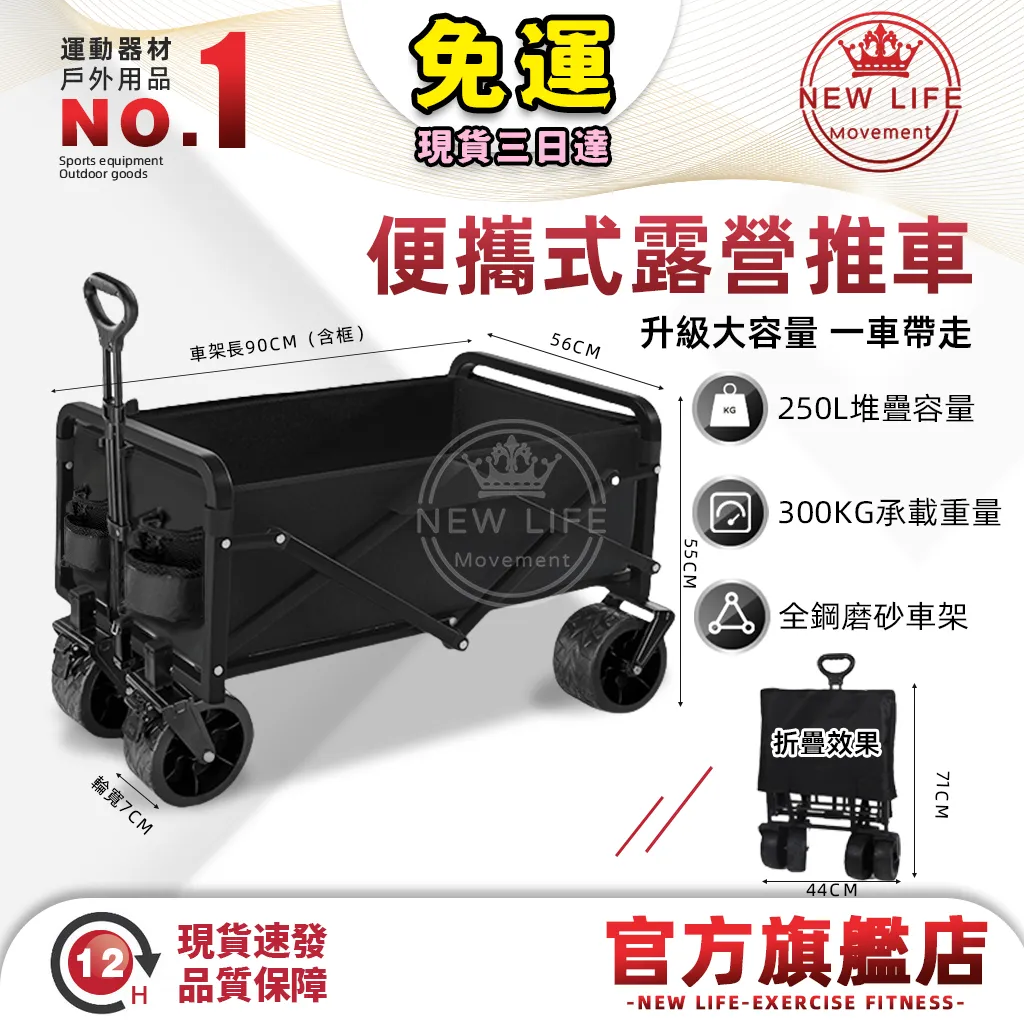 運動器材
戶外用品
NO.1
Sports equipment
Outdoor goods
免運
現貨三日達
NEW LIFE
Movement
便攜式露營推車
升級大容量 一車帶走
車架長90CM（含框）
56CM
KG
250L堆疊容量
300KG承載重量
全鋼磨砂車架
NEW LIFE
Movement
55CM
輪寬7CM
折疊效果
71CM
44CM
12H
現貨速發
品質保障
官方旗艦店
-NEW LIFE-EXERCISE FITNESS-